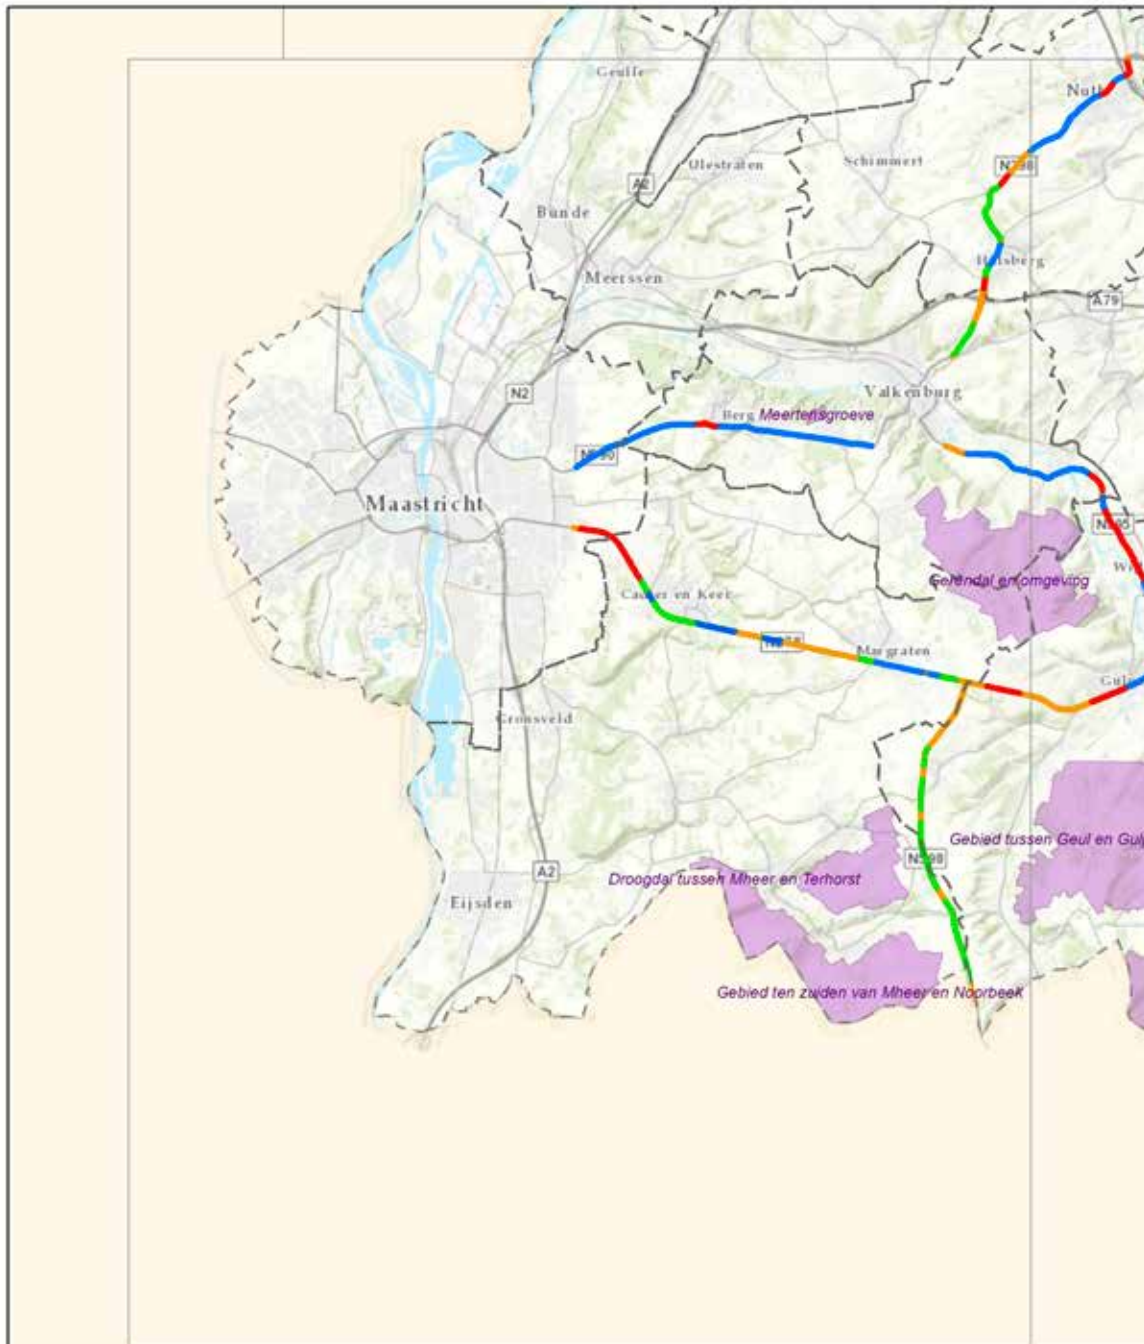 Geulle
Nuth
Ulestraten
Schimmert
N298
A2
Bunde
Hulsberg
Meerssen
A79
N2
Valkenburg
Berg
Meertensgroeve
N590
Maastricht
N595
Gerendal en omgeving
Cadier en Keer
Margraten
Gronsveld
Gebied tussen Geul en Gulp
N598
A2
Droogdal tussen Mheer en Terhorst
Eijsden
Gebied ten zuiden van Mheer en Noorbeek